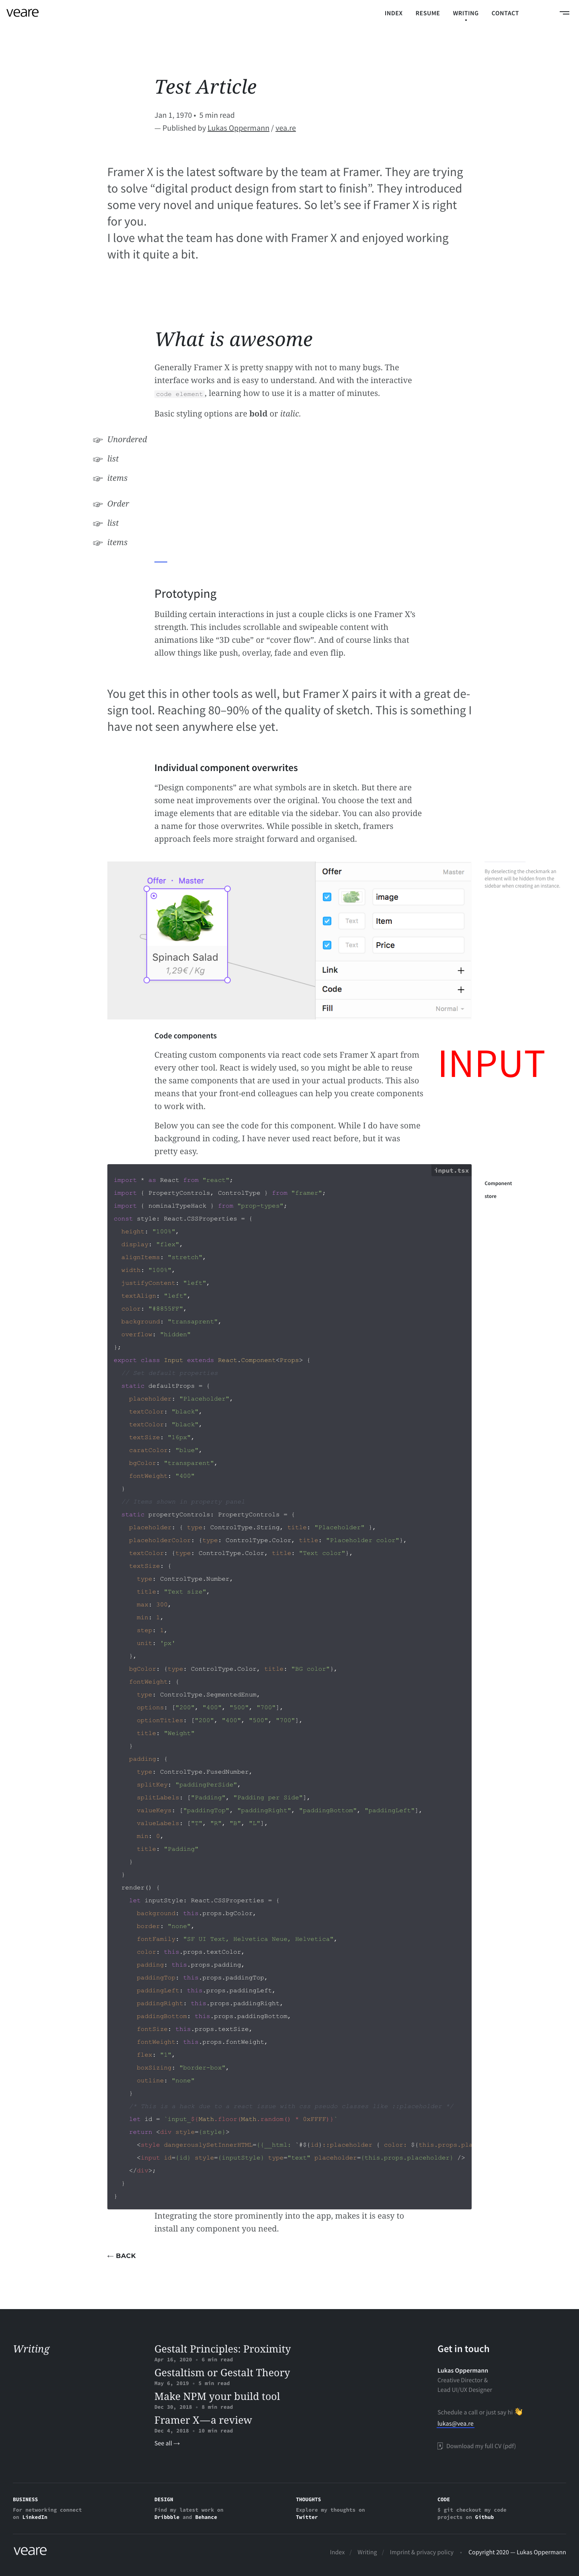 veare
INDEX RESUME WRITING CONTACT
Test Article
Jan 1, 1970 • 5 min read
— Published by Lukas Oppermann / vea.re
Framer X is the latest software by the team at Framer. They are trying
to solve “digital product design from start to finish”. They introduced
some very novel and unique features. So let’s see if Framer X is right
for you.
I love what the team has done with Framer X and enjoyed working
with it quite a bit.
What is awesome
Generally Framer X is pretty snappy with not to many bugs. The
interface works and is easy to understand. And with the interactive
code element, learning how to use it is a matter of minutes.
Basic styling options are bold or italic.
☞ Unordered
☞ list
☞ items
☞ Order
☞ list
☞ items
Prototyping
Building certain interactions in just a couple clicks is one Framer X’s
strength. This includes scrollable and swipeable content with
animations like “3D cube” or “cover flow”. And of course links that
allow things like push, overlay, fade and even flip.
You get this in other tools as well, but Framer X pairs it with a great de-
sign tool. Reaching 80–90% of the quality of sketch. This is something I
have not seen anywhere else yet.
Individual component overwrites
“Design components” are what symbols are in sketch. But there are
some neat improvements over the original. You choose the text and
image elements that are editable via the sidebar. You can also provide
a name for those overwrites. While possible in sketch, framers
approach feels more straight forward and organised.
Offer · Master
Spinach Salad
1,29€ / Kg
Offer Master
image
Text Item
Text Price
Link +
Code +
Fill Normal
By deselecting the checkmark an
element will be hidden from the
sidebar when creating an instance.
Code components
Creating custom components via react code sets Framer X apart from
every other tool. React is widely used, so you might be able to reuse
the same components that are used in your actual products. This also
means that your front-end colleagues can help you create components
to work with.
INPUT
Below you can see the code for this component. While I do have some
background in coding, I have never used react before, but it was
pretty easy.
input.tsx
Component
store
import * as React from "react";
import { PropertyControls, ControlType } from "framer";
import { nominalTypeHack } from "prop-types";
const style: React.CSSProperties = {
height: "100%",
display: "flex",
alignItems: "stretch",
width: "100%",
justifyContent: "left",
textAlign: "left",
color: "#8855FF",
background: "transaprent",
overflow: "hidden"
};
export class Input extends React.Component<Props> {
// Set default properties
static defaultProps = {
placeholder: "Placeholder",
textColor: "black",
textColor: "black",
textSize: "16px",
caratColor: "blue",
bgColor: "transparent",
fontWeight: "400"
}
// Items shown in property panel
static propertyControls: PropertyControls = {
placeholder: { type: ControlType.String, title: "Placeholder" },
placeholderColor: {type: ControlType.Color, title: "Placeholder color"},
textColor: {type: ControlType.Color, title: "Text color"},
textSize: {
type: ControlType.Number,
title: "Text size",
max: 300,
min: 1,
step: 1,
unit: 'px'
},
bgColor: {type: ControlType.Color, title: "BG color"},
fontWeight: {
type: ControlType.SegmentedEnum,
options: ["200", "400", "500", "700"],
optionTitles: ["200", "400", "500", "700"],
title: "Weight"
}
padding: {
type: ControlType.FusedNumber,
splitKey: "paddingPerSide",
splitLabels: ["Padding", "Padding per Side"],
valueKeys: ["paddingTop", "paddingRight", "paddingBottom", "paddingLeft"],
valueLabels: ["T", "R", "B", "L"],
min: 0,
title: "Padding"
}
}
render() {
let inputStyle: React.CSSProperties = {
background: this.props.bgColor,
border: "none",
fontFamily: "SF UI Text, Helvetica Neue, Helvetica",
color: this.props.textColor,
padding: this.props.padding,
paddingTop: this.props.paddingTop,
paddingLeft: this.props.paddingLeft,
paddingRight: this.props.paddingRight,
paddingBottom: this.props.paddingBottom,
fontSize: this.props.textSize,
fontWeight: this.props.fontWeight,
flex: "1",
boxSizing: "border-box",
outline: "none"
}
let id = `input_${Math.floor(Math.random() * 0xFFFF)}`
return <div style={style}>
<style dangerouslySetInnerHTML={{__html: `#${id}::placeholder { color: ${this.props.pla
<input id={id} style={inputStyle} type="text" placeholder={this.props.placeholder} />
</div>;
}
}
Integrating the store prominently into the app, makes it is easy to
install any component you need.
← BACK
Writing
Gestalt Principles: Proximity
Apr 16, 2020 · 6 min read
Gestaltism or Gestalt Theory
May 6, 2019 · 5 min read
Make NPM your build tool
Dec 30, 2018 · 8 min read
Framer X—a review
Dec 4, 2018 · 10 min read
See all →
Get in touch
Lukas Oppermann
Creative Director &
Lead UI/UX Designer
Schedule a call or just say hi 👋
lukas@vea.re
Download my full CV (pdf)
BUSINESS
For networking connect
on LinkedIn
DESIGN
Find my latest work on
Dribbble and Behance
THOUGHTS
Explore my thoughts on
Twitter
CODE
$ git checkout my code
projects on Github
veare
Index / Writing / Imprint & privacy policy - Copyright 2020 — Lukas Oppermann